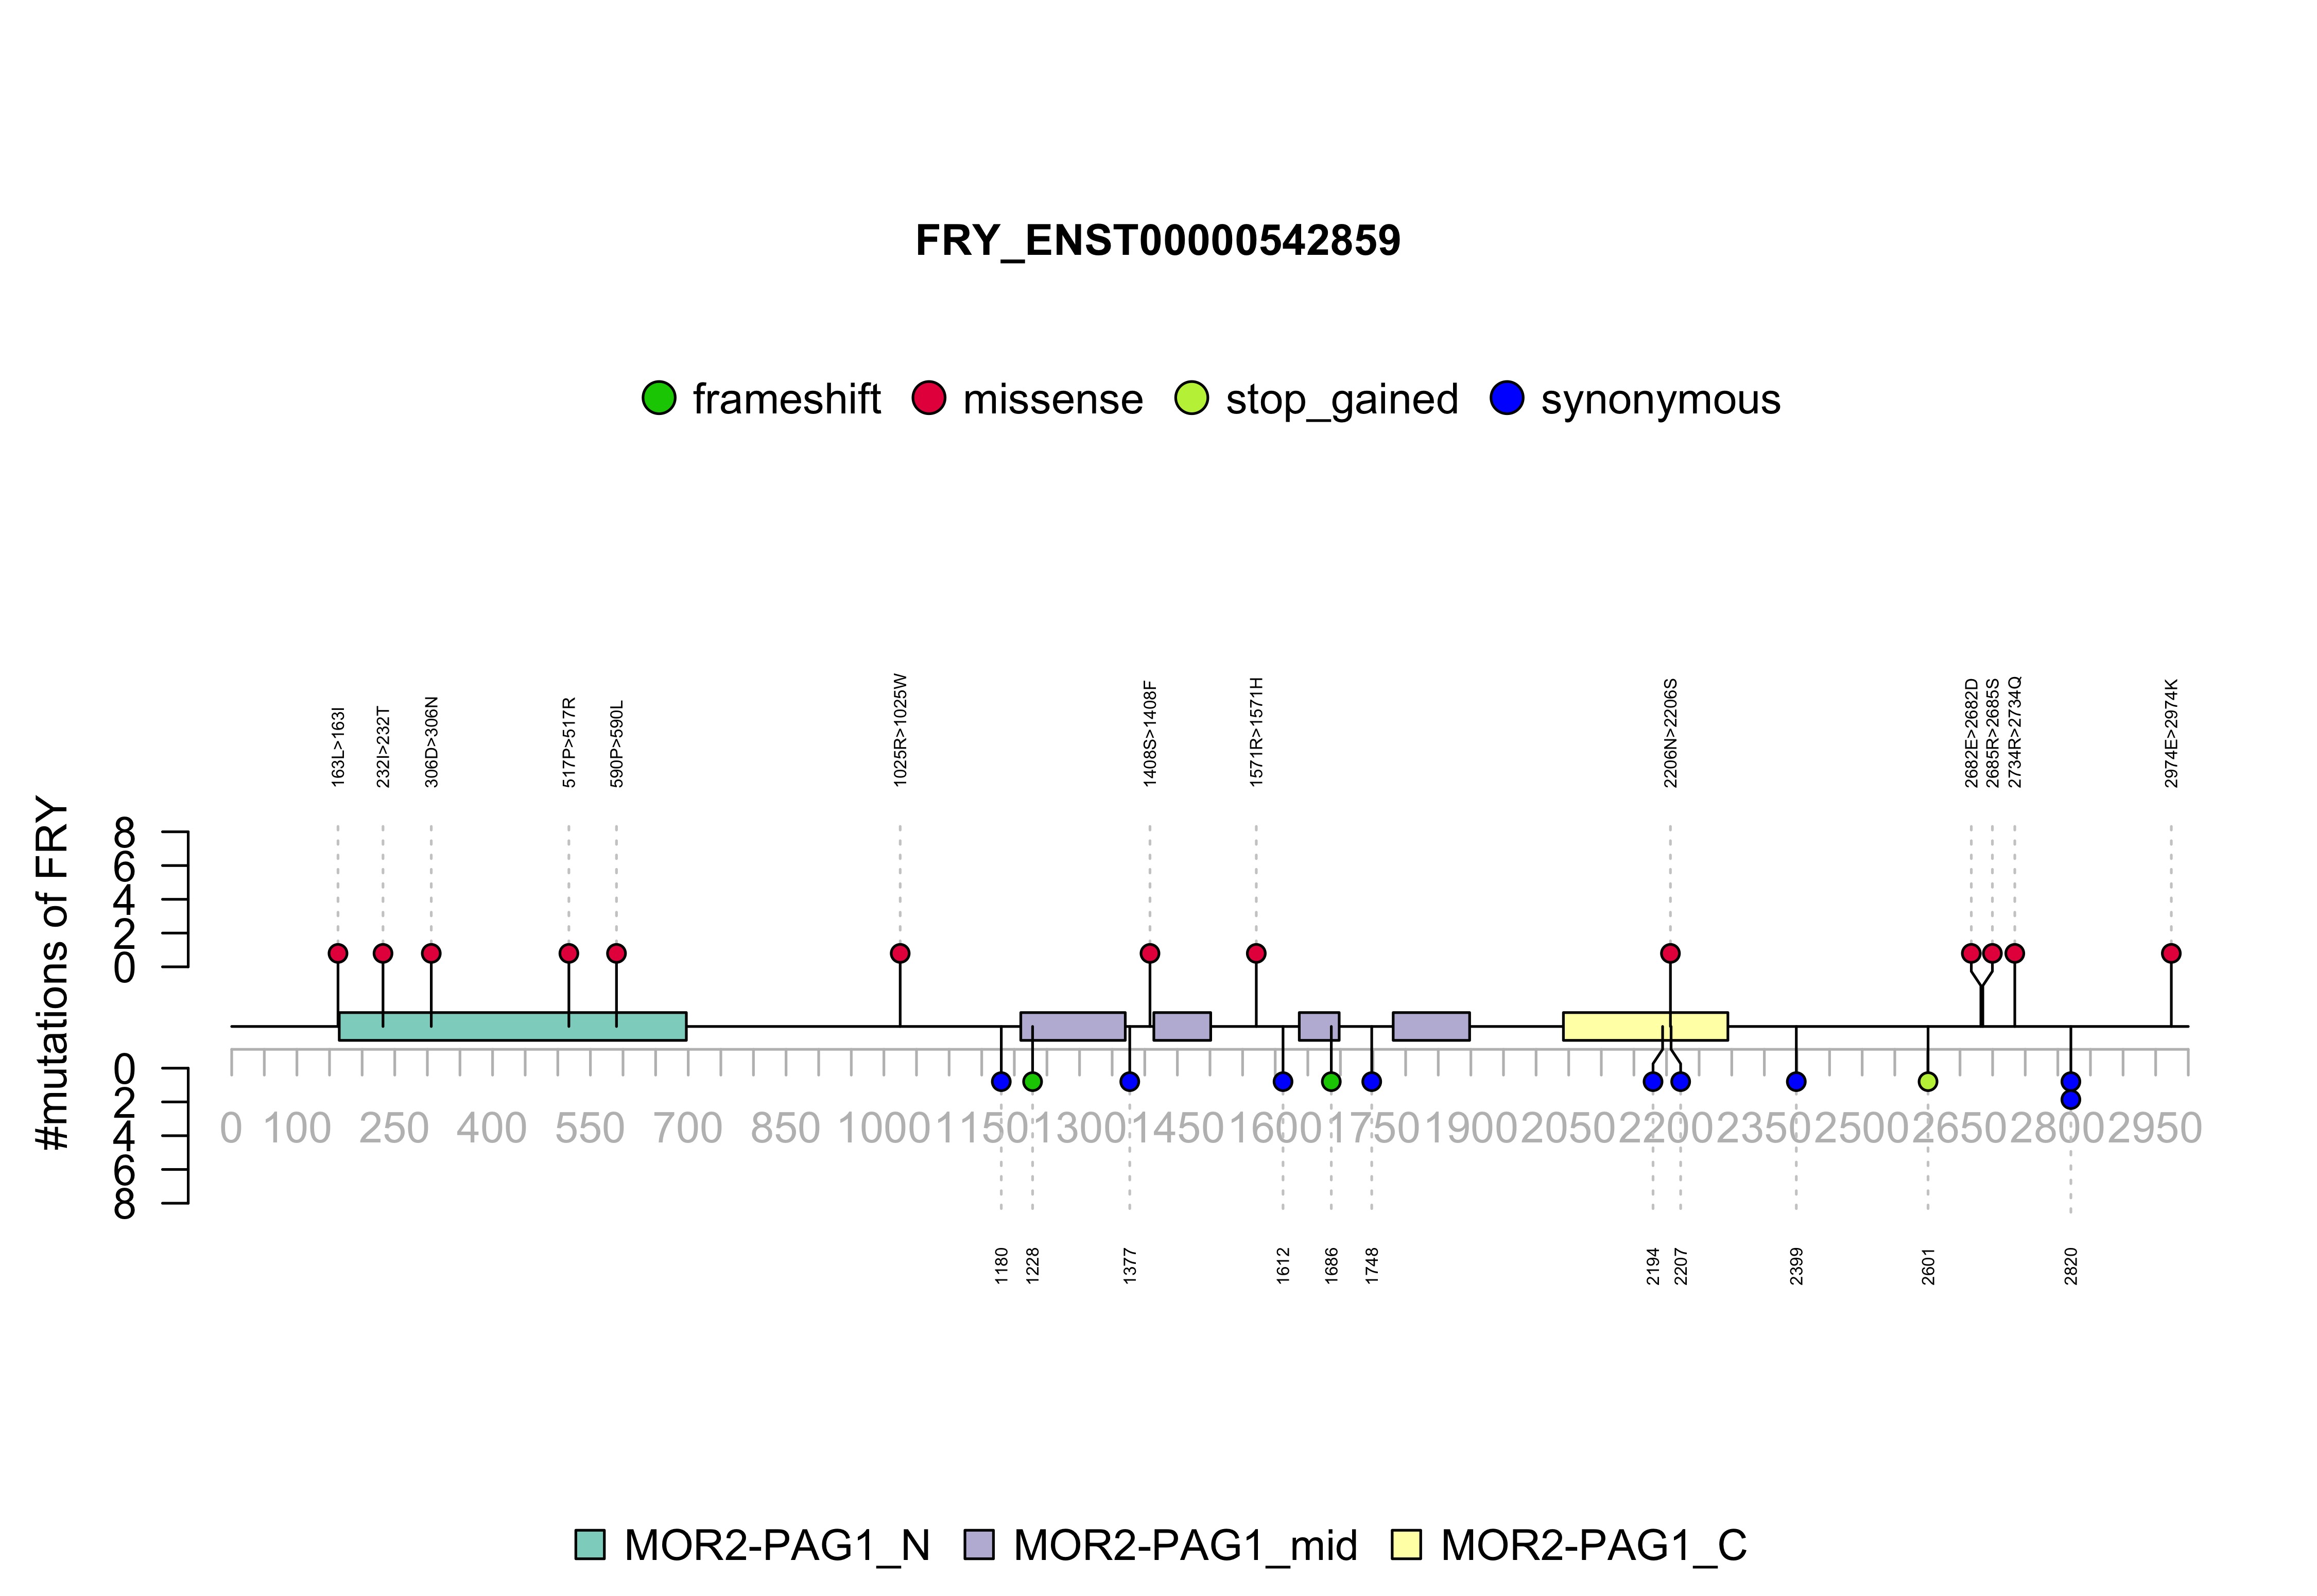 FRY_ENST00000542859
frameshift missense stop_gained synonymous
163L>163I 232I>232T 306D>306N 517P>517R 590P>590L 1025R>1025W 1408S>1408F 1571R>1571H 2206N>2206S 2682E>2682D 2685R>2685S 2734R>2734Q 2974E>2974K
#mutations of FRY
8
6
4
2
0
0
2
4
6
8
0 100 250 400 550 700 850 1000 1150 1300 1450 1600 1750 1900 2050 2200 2350 2500 2650 2800 2950
1180 1228 1377 1612 1686 1748 2194 2207 2399 2601 2820
MOR2-PAG1_N MOR2-PAG1_mid MOR2-PAG1_C